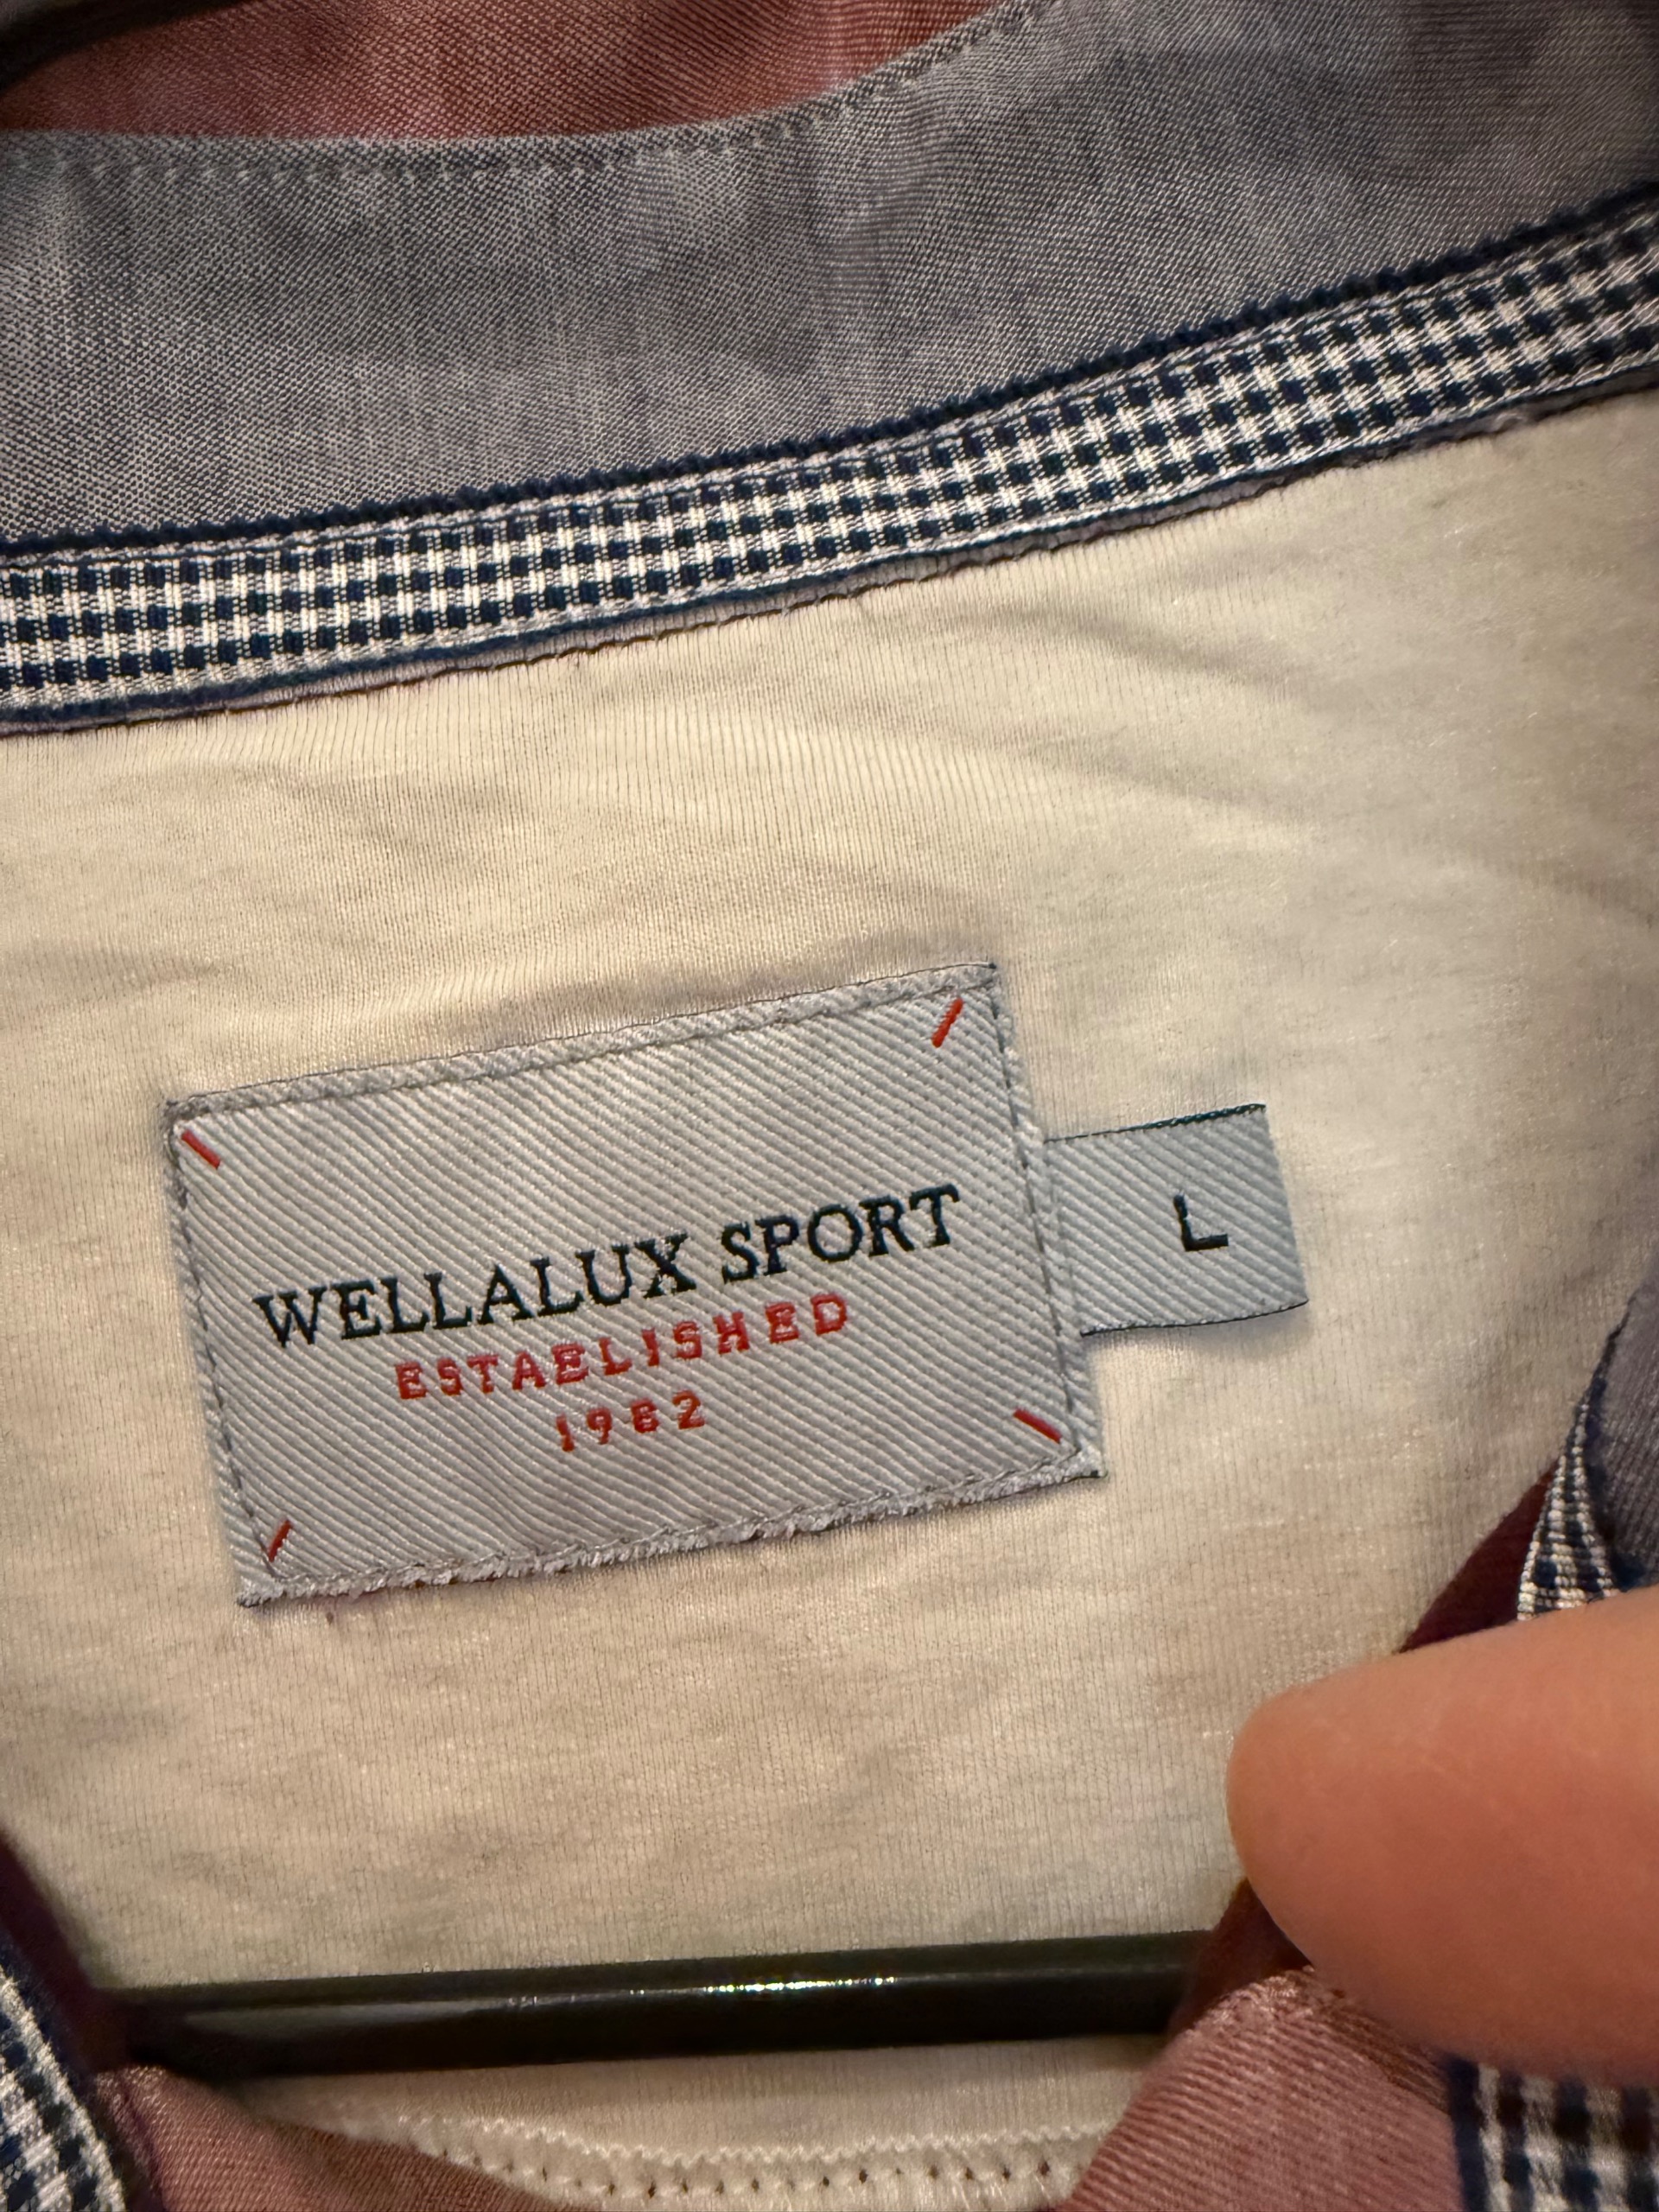 WELLALUX SPORT
ESTABLISHED
1982
L